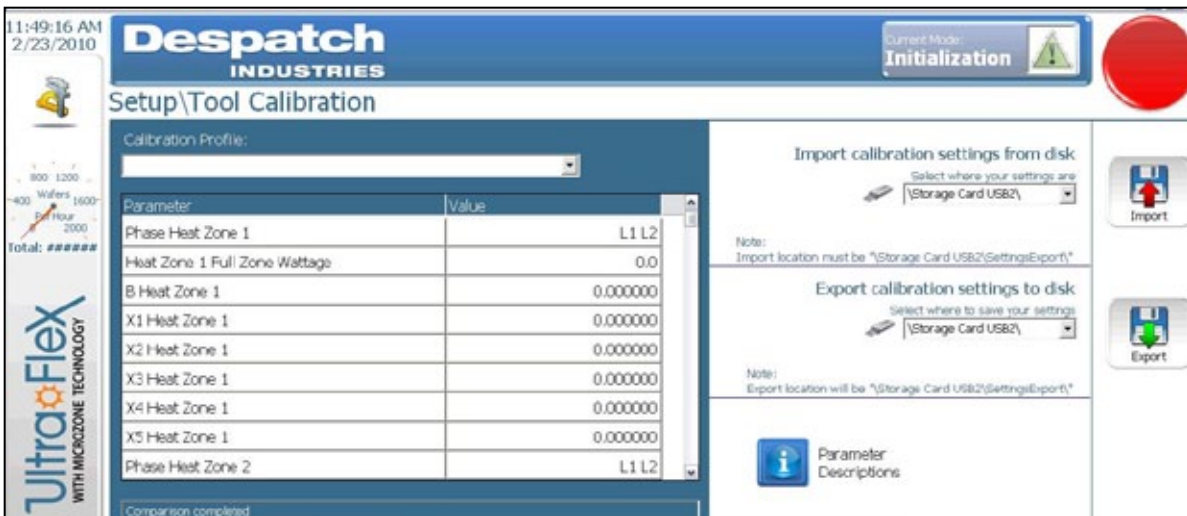 11:49:16 AM
2/23/2010
Despatch
INDUSTRIES
Current Mode:
Initialization
Setup\Tool Calibration
Calibration Profile:
Parameter Value
Phase Heat Zone 1 L1 L2
Heat Zone 1 Full Zone Wattage 0.0
B Heat Zone 1 0.000000
X1 Heat Zone 1 0.000000
X2 Heat Zone 1 0.000000
X3 Heat Zone 1 0.000000
X4 Heat Zone 1 0.000000
X5 Heat Zone 1 0.000000
Phase Heat Zone 2 L1 L2
Comparison completed
Import calibration settings from disk
Select where your settings are
\Storage Card USB2\
Note:
Import location must be "\Storage Card USB2\SettingsExport\"
Export calibration settings to disk
Select where to save your settings
\Storage Card USB2\
Note:
Export location will be "\Storage Card USB2\SettingsExport\"
Parameter
Descriptions
Import
Export
800 1200
400 Wafers 1600
Per Hour
2000
Total: ######
UltraFleX
WITH MICROZONE TECHNOLOGY